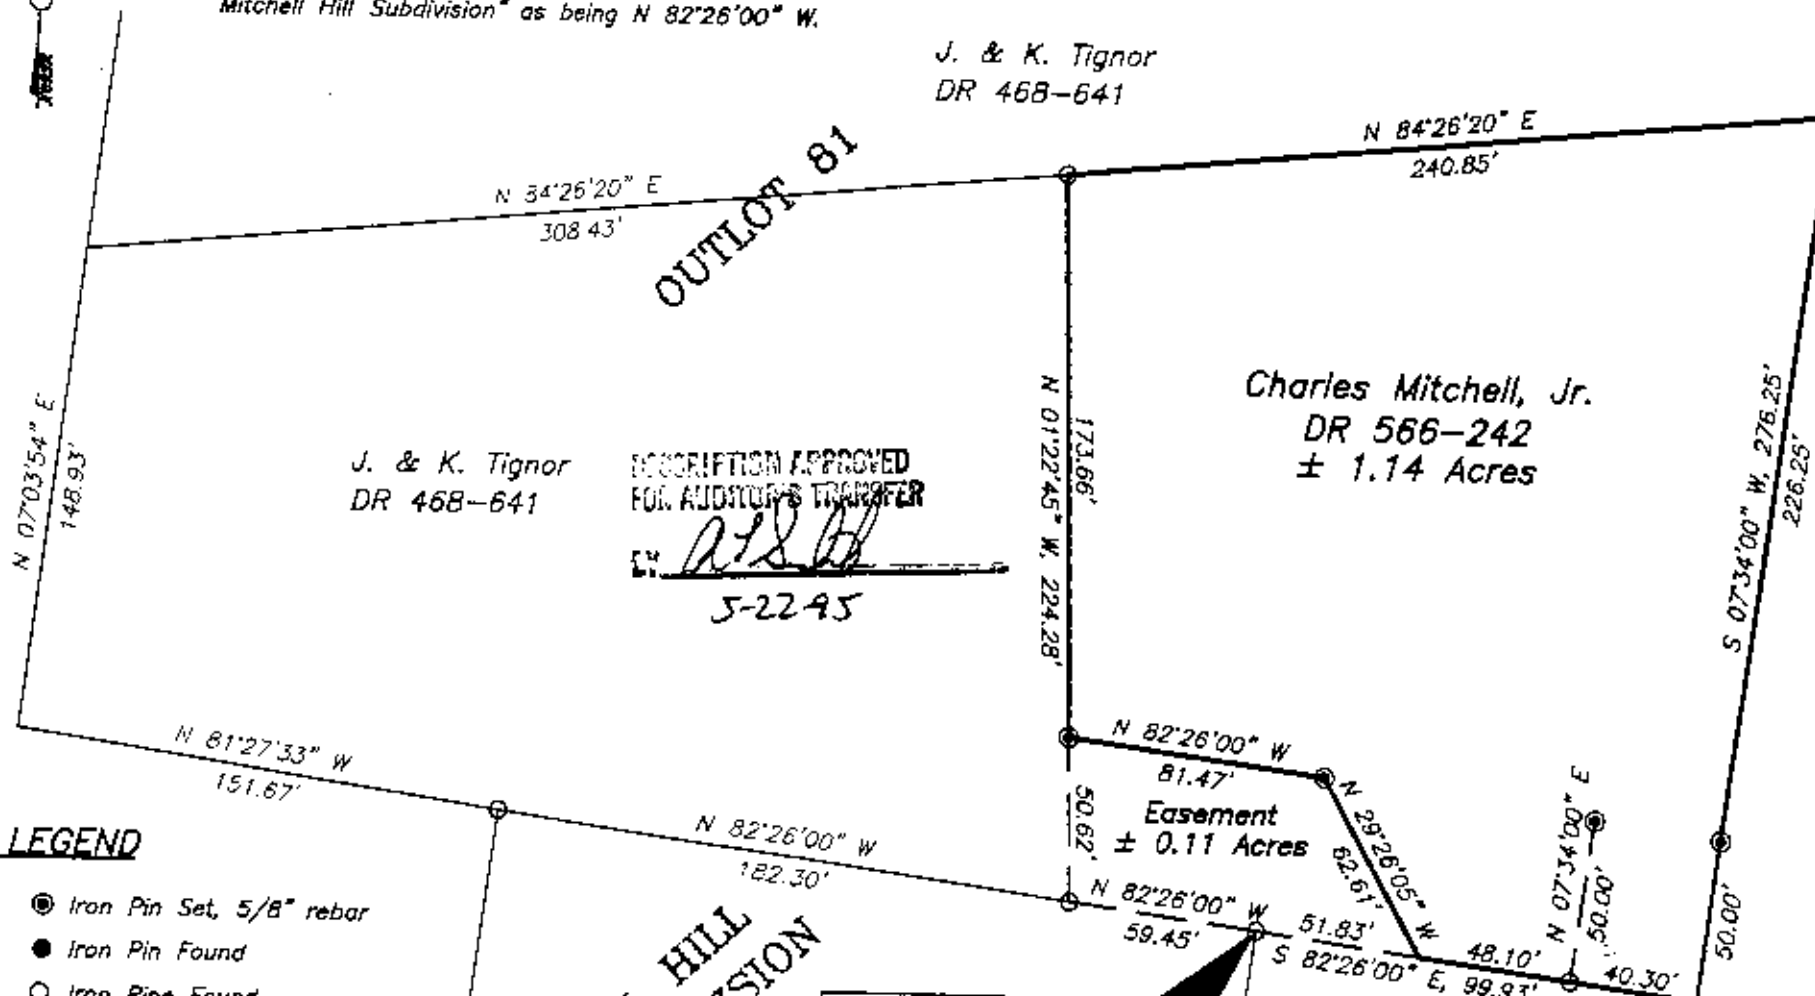 Mitchell Hill Subdivision" as being N 82°26'00" W.
J. & K. Tignor
DR 468-641
N 84°26'20" E
240.85'
N 34°26'20" E
308 43'
OUTLOT 81
N 07°03'54" E
148.93'
J. & K. Tignor
DR 468-641
DESCRIPTION APPROVED
FOR AUDITOR'S TRANSFER
BY
5-22-95
N 01°22'45" W, 224.28'
173.66'
Charles Mitchell, Jr.
DR 566-242
± 1.14 Acres
S 07°34'00" W, 276.25'
226.25'
N 81°27'33" W
151.67'
N 82°26'00" W
182.30'
N 82°26'00" W
81.47'
50.62'
Easement
± 0.11 Acres
N 29°26'05" W
62.61'
N 07°34'00" E
50.00'
50.00'
N 82°26'00" W
59.45'
51.83'
48.10'
40.30'
S 82°26'00" E, 99.93'
HILL
LEGEND
Iron Pin Set, 5/8" rebar
Iron Pin Found
Iron Pipe Found